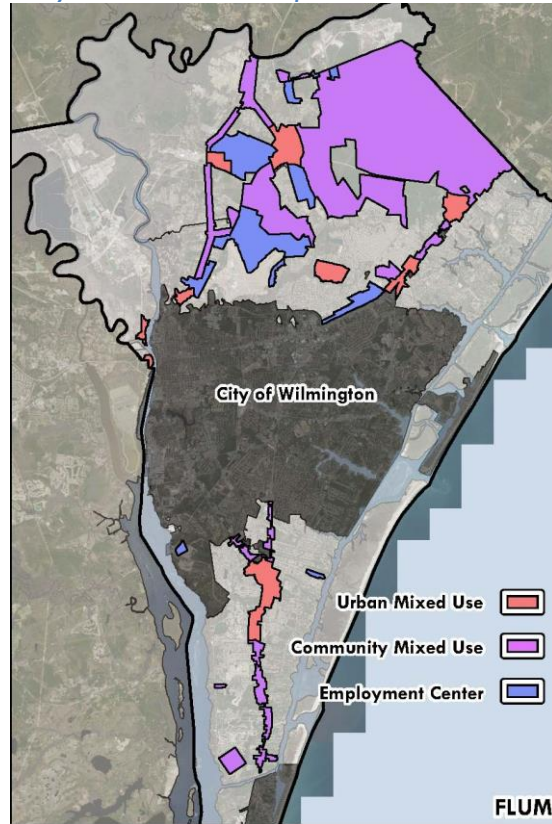 City of Wilmington
Urban Mixed Use
Community Mixed Use
Employment Center
FLUM